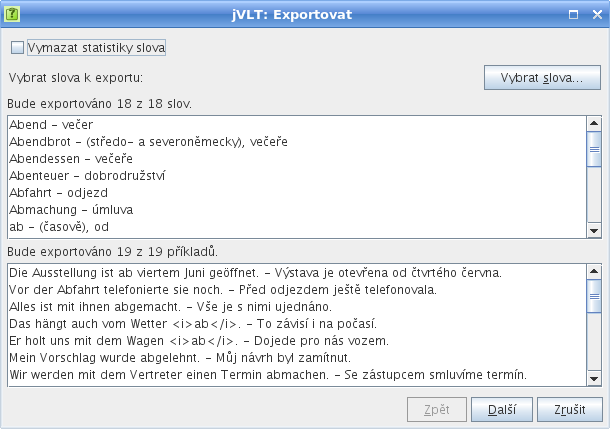 jVLT: Exportovat
Vymazat statistiky slova
Vybrat slova k exportu:
Vybrat slova...
Bude exportováno 18 z 18 slov.
Abend – večer
Abendbrot – (středo– a severoněmecky), večeře
Abendessen – večeře
Abenteuer – dobrodružství
Abfahrt – odjezd
Abmachung – úmluva
ab – (časově), od
Bude exportováno 19 z 19 příkladů.
Die Ausstellung ist ab viertem Juni geöffnet. – Výstava je otevřena od čtvrtého června.
Vor der Abfahrt telefonierte sie noch. – Před odjezdem ještě telefonovala.
Alles ist mit ihnen abgemacht. – Vše je s nimi ujednáno.
Das hängt auch vom Wetter <i>ab</i>. – To závisí i na počasí.
Er holt uns mit dem Wagen <i>ab</i>. – Dojede pro nás vozem.
Mein Vorschlag wurde abgelehnt. – Můj návrh byl zamítnut.
Wir werden mit dem Vertreter einen Termin abmachen. – Se zástupcem smluvíme termín.
Zpět
Další
Zrušit